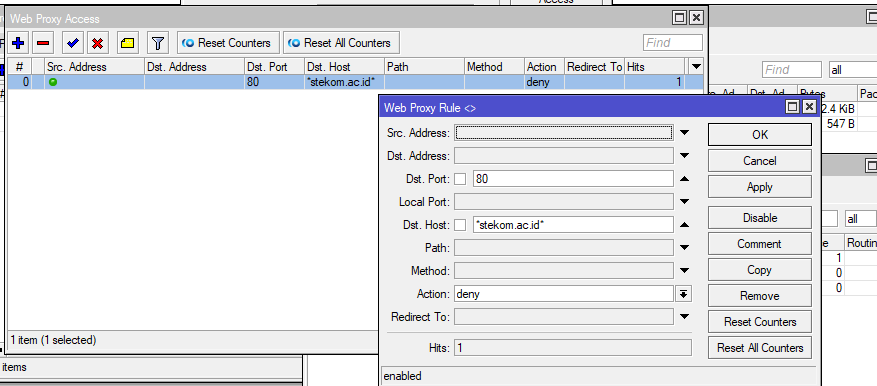 Access
Web Proxy Access
Reset Counters
Reset All Counters
Find
# Src. Address Dst. Address Dst. Port Dst. Host Path Method Action Redirect To Hits
0 80 *stekom.ac.id* deny 1
1 item (1 selected)
items
Find all
Dst. Ad... Bytes Pac
2.4 KiB
547 B
all
e Routin
1
0
0
Web Proxy Rule <>
Src. Address:
Dst. Address:
Dst. Port: 80
Local Port:
Dst. Host: *stekom.ac.id*
Path:
Method:
Action: deny
Redirect To:
Hits: 1
enabled
OK
Cancel
Apply
Disable
Comment
Copy
Remove
Reset Counters
Reset All Counters